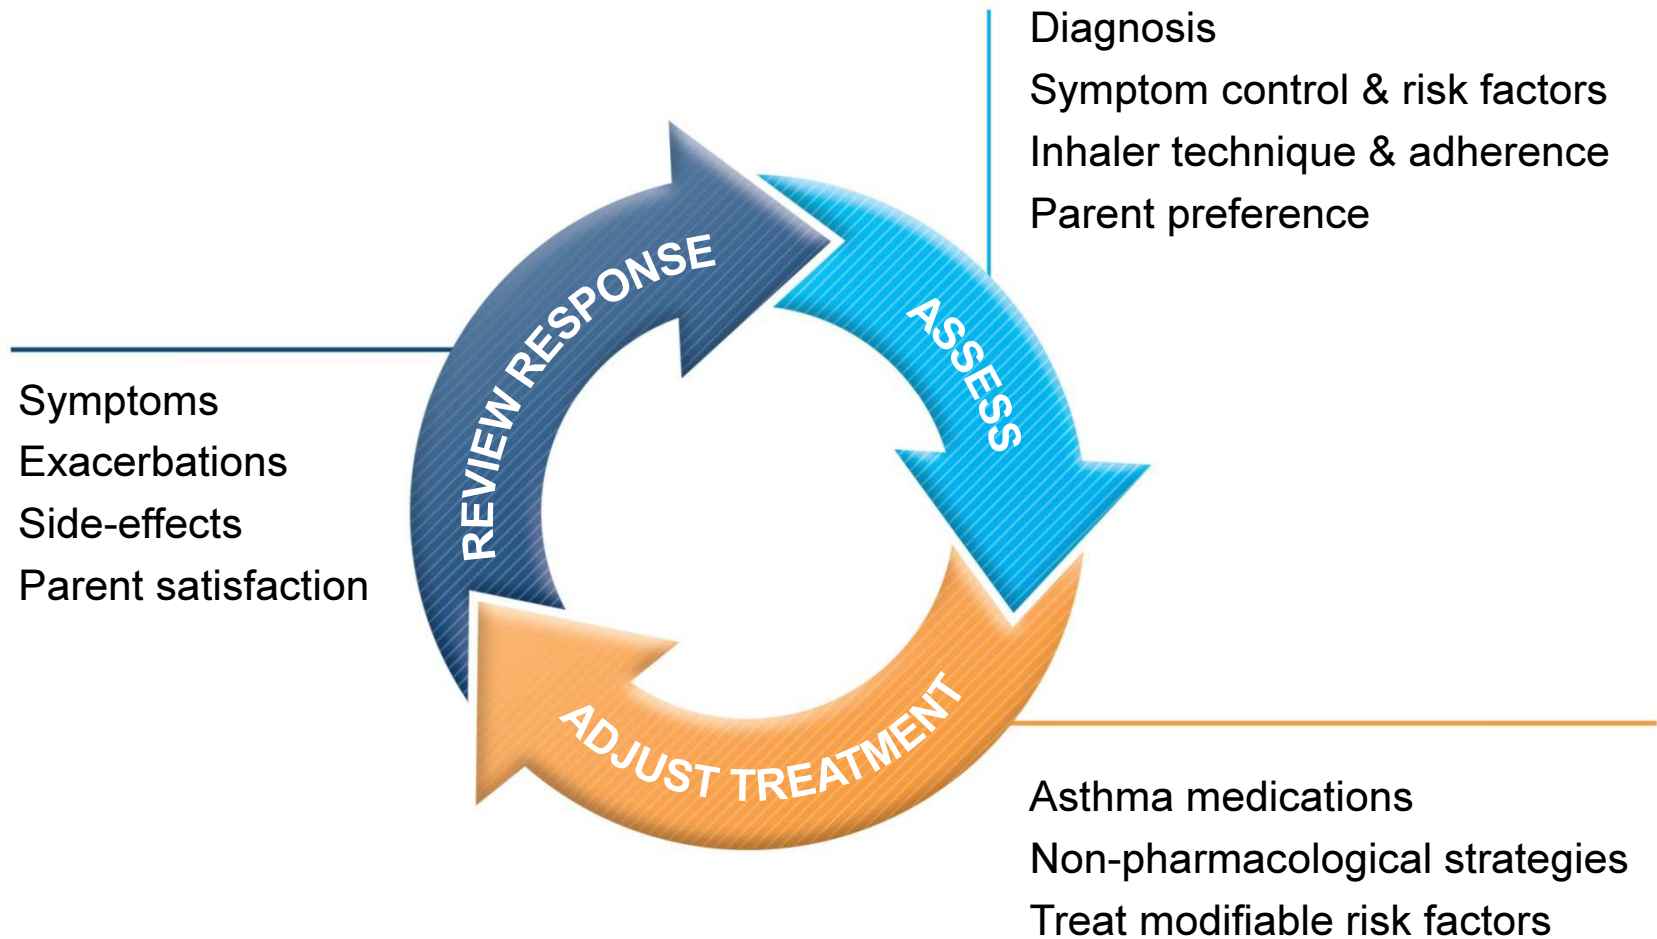 Diagnosis
Symptom control & risk factors
Inhaler technique & adherence
Parent preference
REVIEW RESPONSE
ASSESS
Symptoms
Exacerbations
Side-effects
Parent satisfaction
ADJUST TREATMENT
Asthma medications
Non-pharmacological strategies
Treat modifiable risk factors